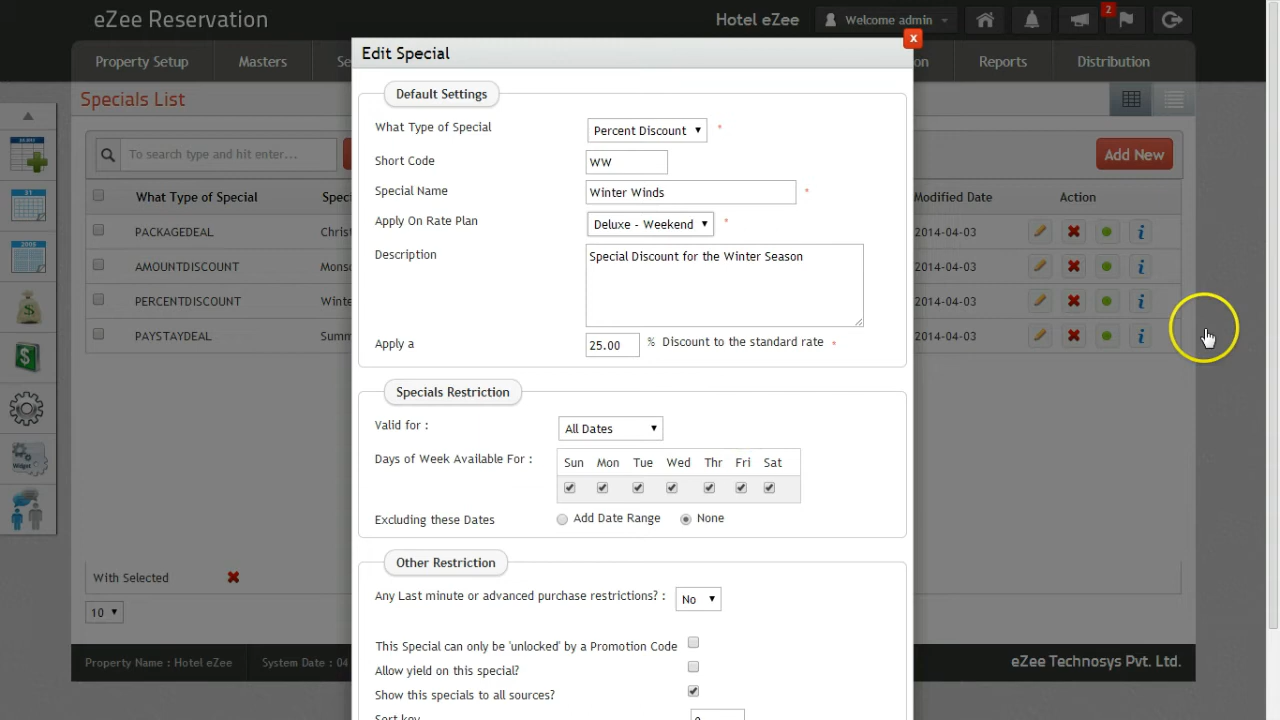 eZee Reservation
Hotel eZee
Welcome admin
2
Property Setup
Masters
Reports
Distribution
Specials List
To search type and hit enter...
Add New
What Type of Special
Modified Date
Action
PACKAGEDEAL
2014-04-03
AMOUNTDISCOUNT
2014-04-03
PERCENTDISCOUNT
2014-04-03
PAYSTAYDEAL
2014-04-03
With Selected
10
Property Name : Hotel eZee
System Date : 04
eZee Technosys Pvt. Ltd.
Edit Special
x
Default Settings
What Type of Special
Percent Discount
*
Short Code
WW
Special Name
Winter Winds
*
Apply On Rate Plan
Deluxe - Weekend
*
Description
Special Discount for the Winter Season
Apply a
25.00
% Discount to the standard rate *
Specials Restriction
Valid for :
All Dates
Days of Week Available For :
Sun Mon Tue Wed Thr Fri Sat
Excluding these Dates
Add Date Range
None
Other Restriction
Any Last minute or advanced purchase restrictions? :
No
This Special can only be 'unlocked' by a Promotion Code
Allow yield on this special?
Show this specials to all sources?
Sort key